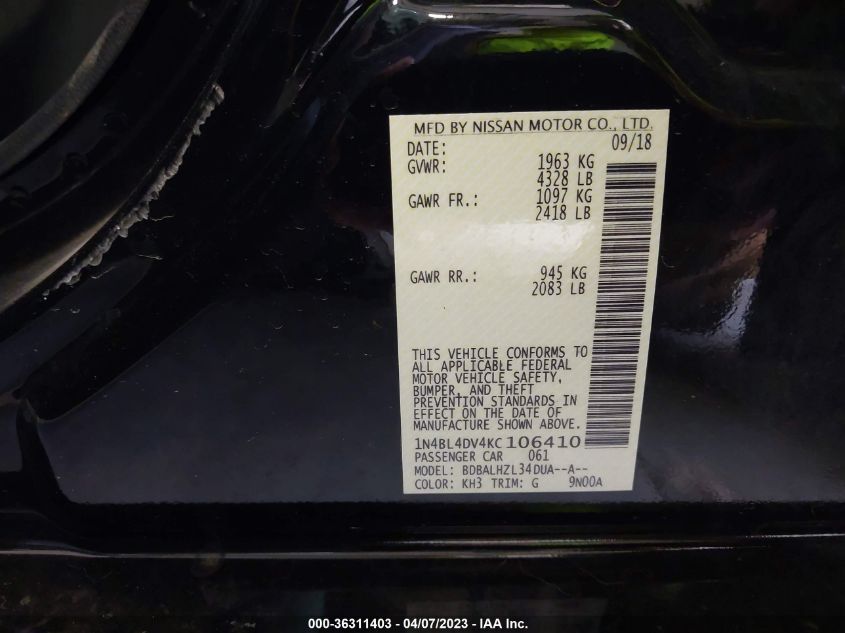 MFD BY NISSAN MOTOR CO., LTD.
DATE: 09/18
GVWR: 1963 KG
4328 LB
GAWR FR.: 1097 KG
2418 LB
GAWR RR.: 945 KG
2083 LB
THIS VEHICLE CONFORMS TO
ALL APPLICABLE FEDERAL
MOTOR VEHICLE SAFETY,
BUMPER, AND THEFT
PREVENTION STANDARDS IN
EFFECT ON THE DATE OF
MANUFACTURE SHOWN ABOVE.
1N4BL4DV4KC106410
PASSENGER CAR 061
MODEL: BDBALHZL34DUA--A--
COLOR: KH3 TRIM: G 9N00A
000-36311403 - 04/07/2023 - IAA Inc.